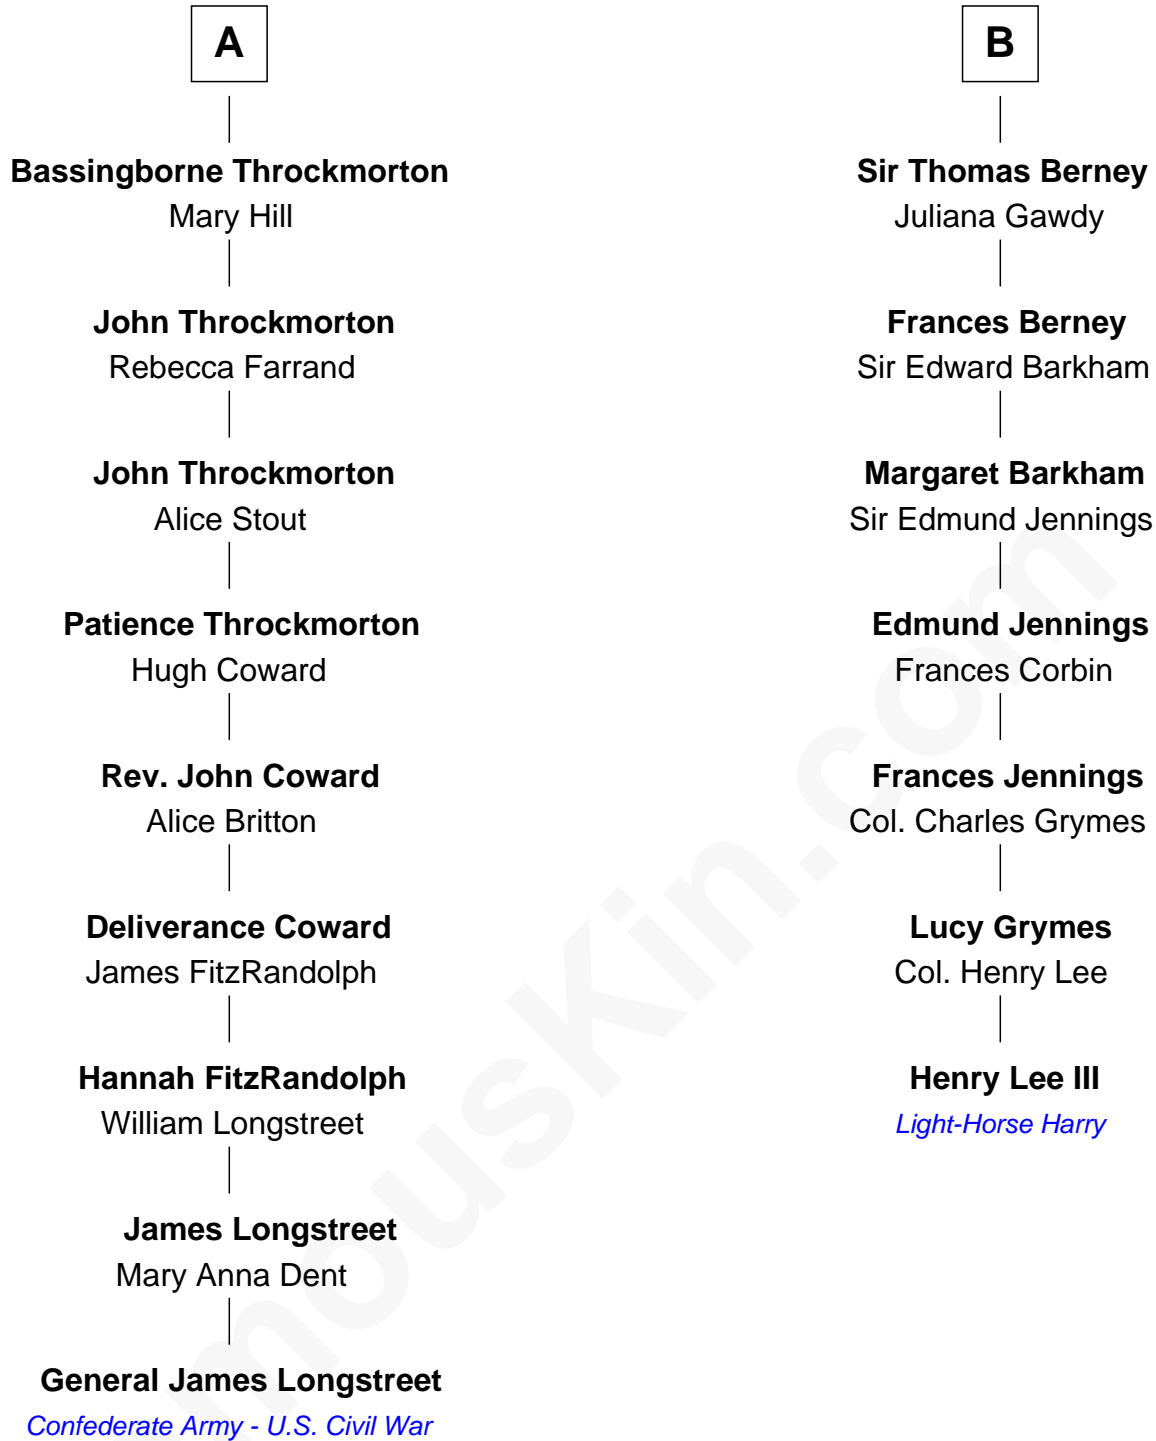 A
Bassingborne Throckmorton
Mary Hill
John Throckmorton
Rebecca Farrand
John Throckmorton
Alice Stout
Patience Throckmorton
Hugh Coward
Rev. John Coward
Alice Britton
Deliverance Coward
James FitzRandolph
Hannah FitzRandolph
William Longstreet
James Longstreet
Mary Anna Dent
General James Longstreet
Confederate Army - U.S. Civil War
B
Sir Thomas Berney
Juliana Gawdy
Frances Berney
Sir Edward Barkham
Margaret Barkham
Sir Edmund Jennings
Edmund Jennings
Frances Corbin
Frances Jennings
Col. Charles Grymes
Lucy Grymes
Col. Henry Lee
Henry Lee III
Light-Horse Harry
mouskin.com